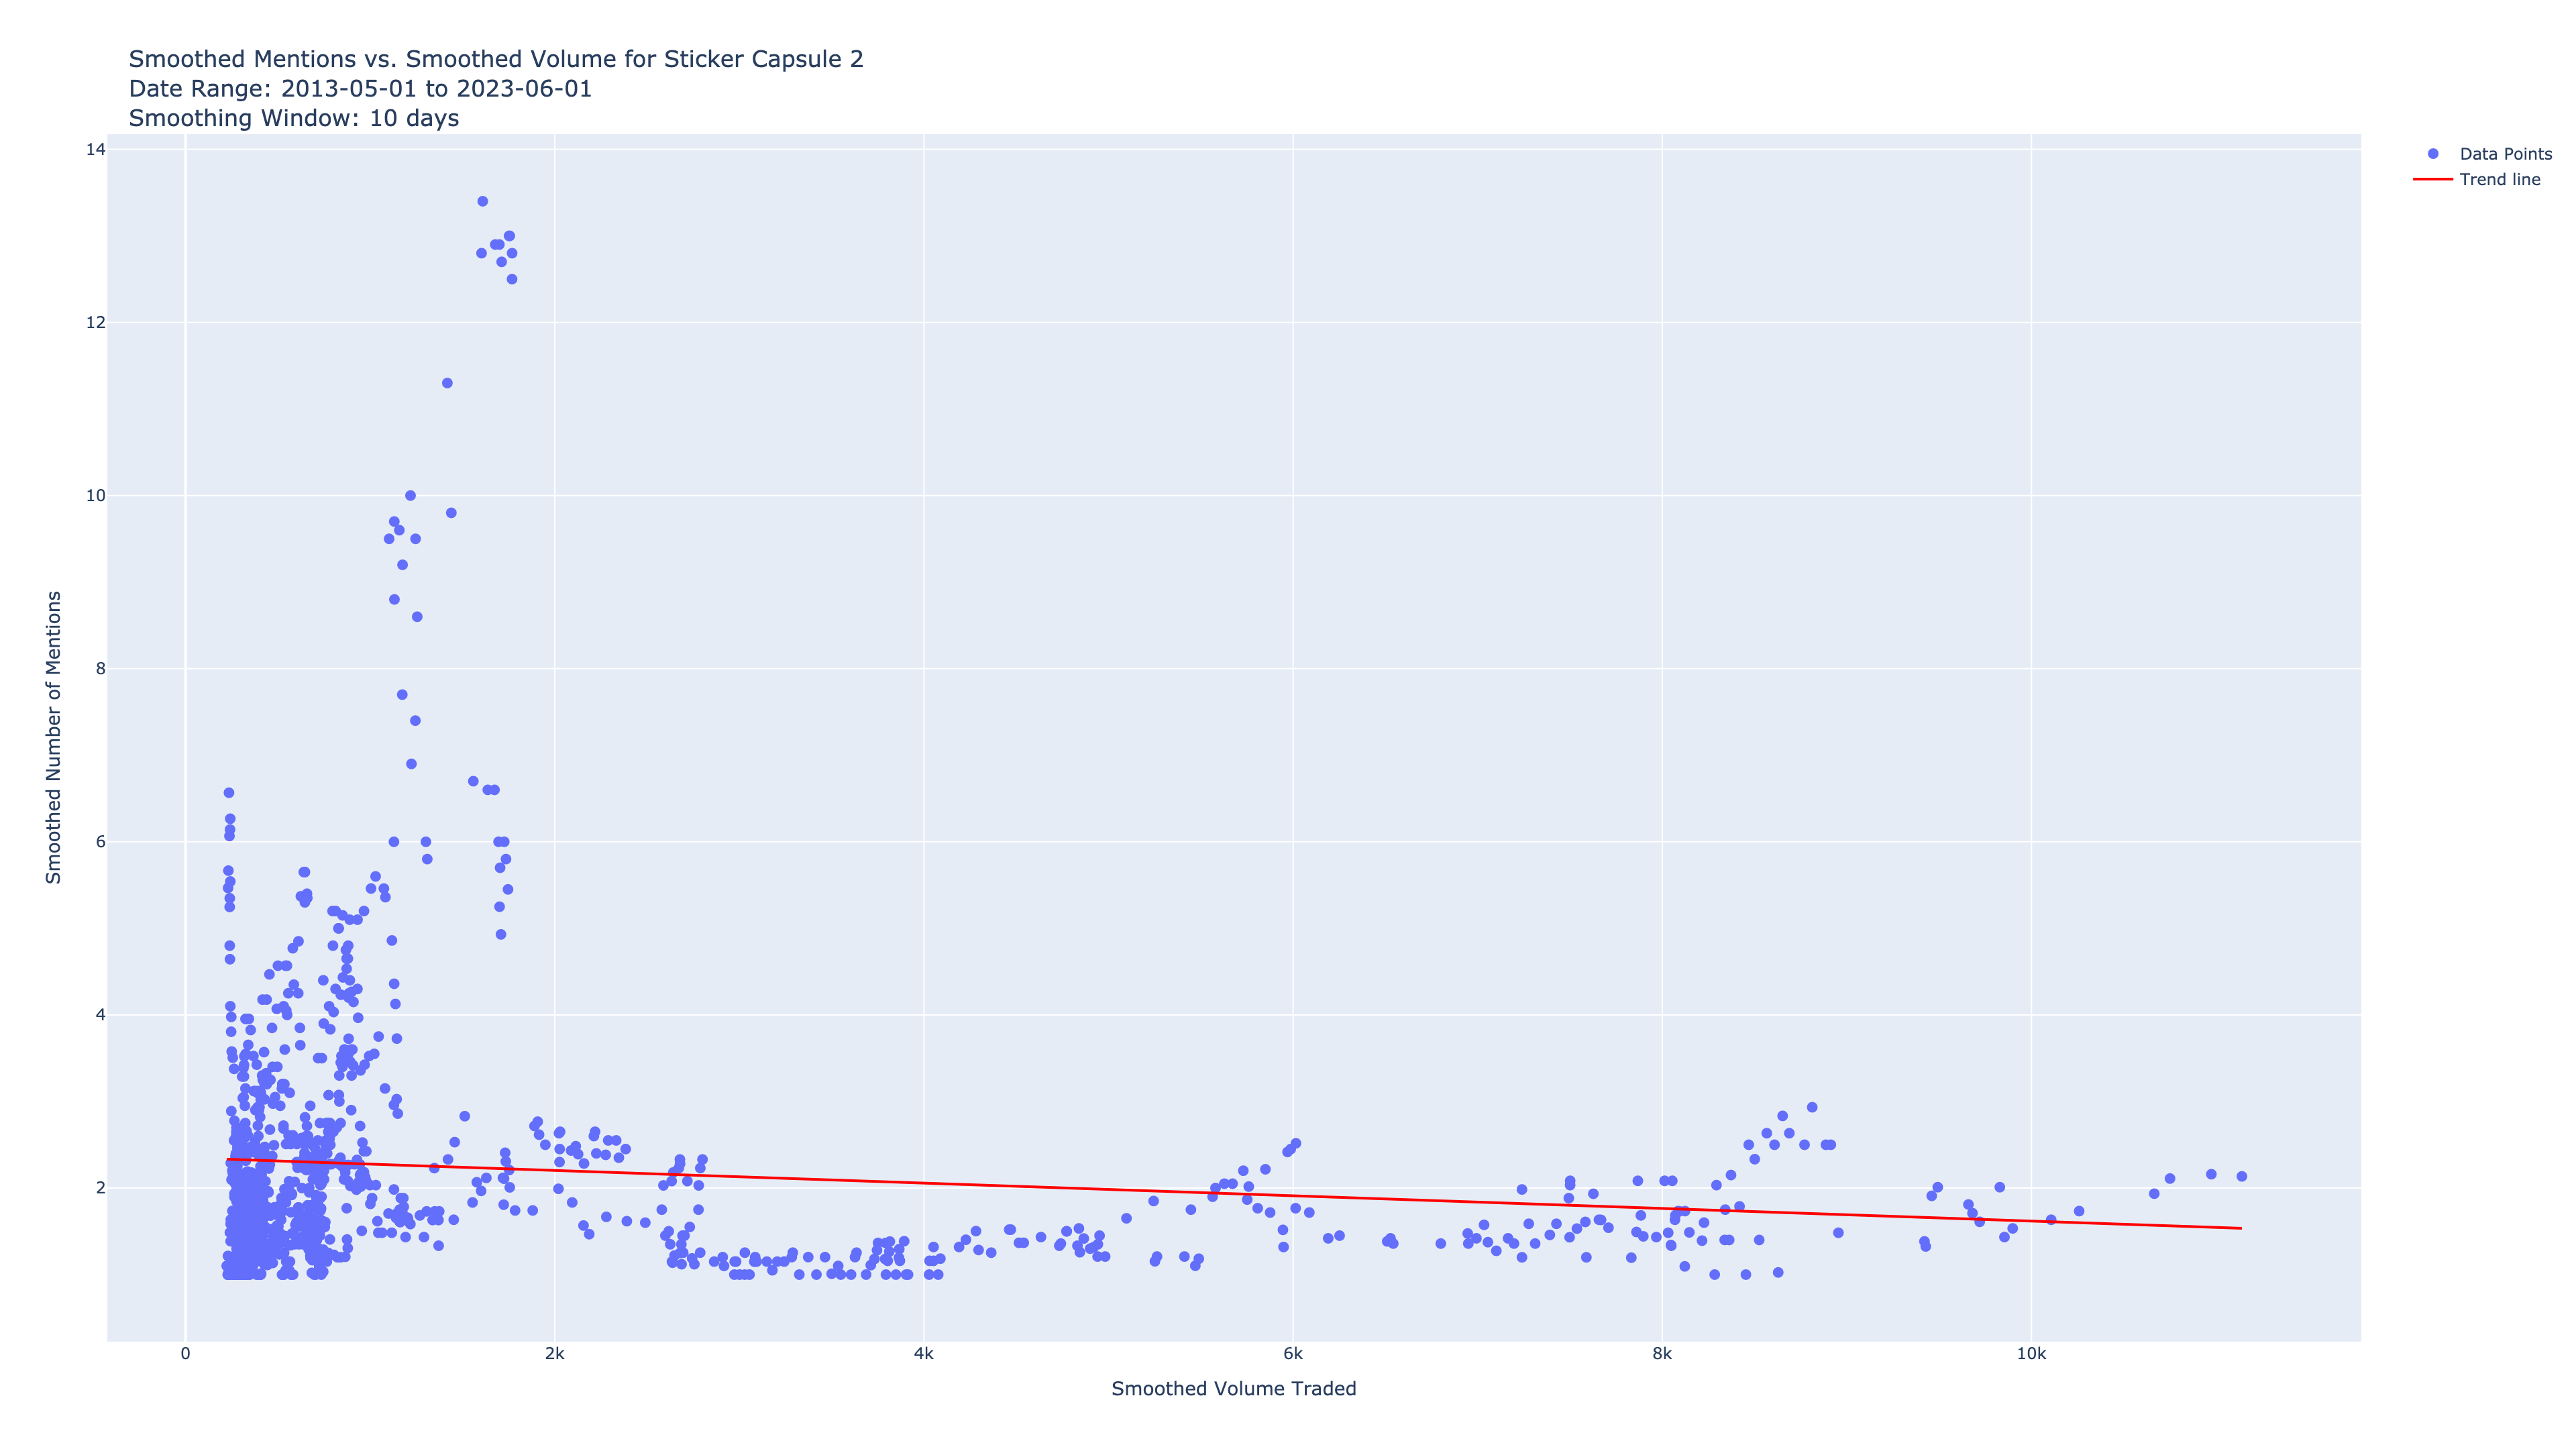 Smoothed Mentions vs. Smoothed Volume for Sticker Capsule 2
Date Range: 2013-05-01 to 2023-06-01
Smoothing Window: 10 days
Data Points
Trend line
14
12
10
8
6
4
2
Smoothed Number of Mentions
0
2k
4k
6k
8k
10k
Smoothed Volume Traded